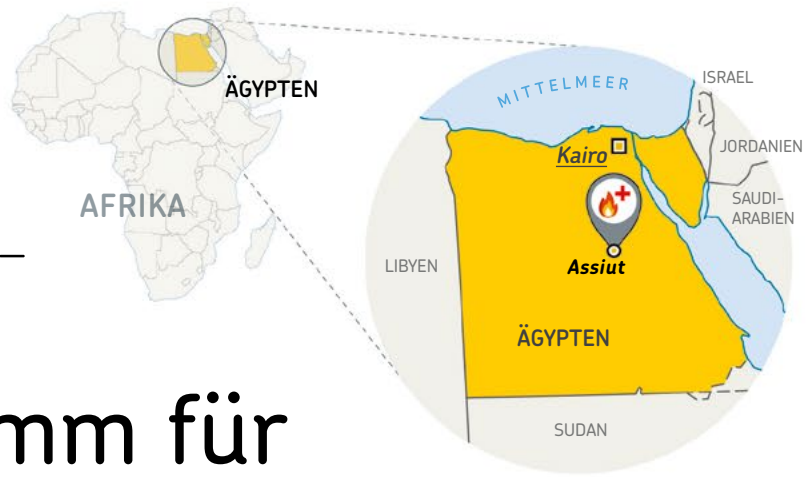 ÄGYPTEN
AFRIKA
MITTELMEER
ISRAEL
JORDANIEN
Kairo
SAUDI-
ARABIEN
LIBYEN
Assiut
ÄGYPTEN
SUDAN
mm für